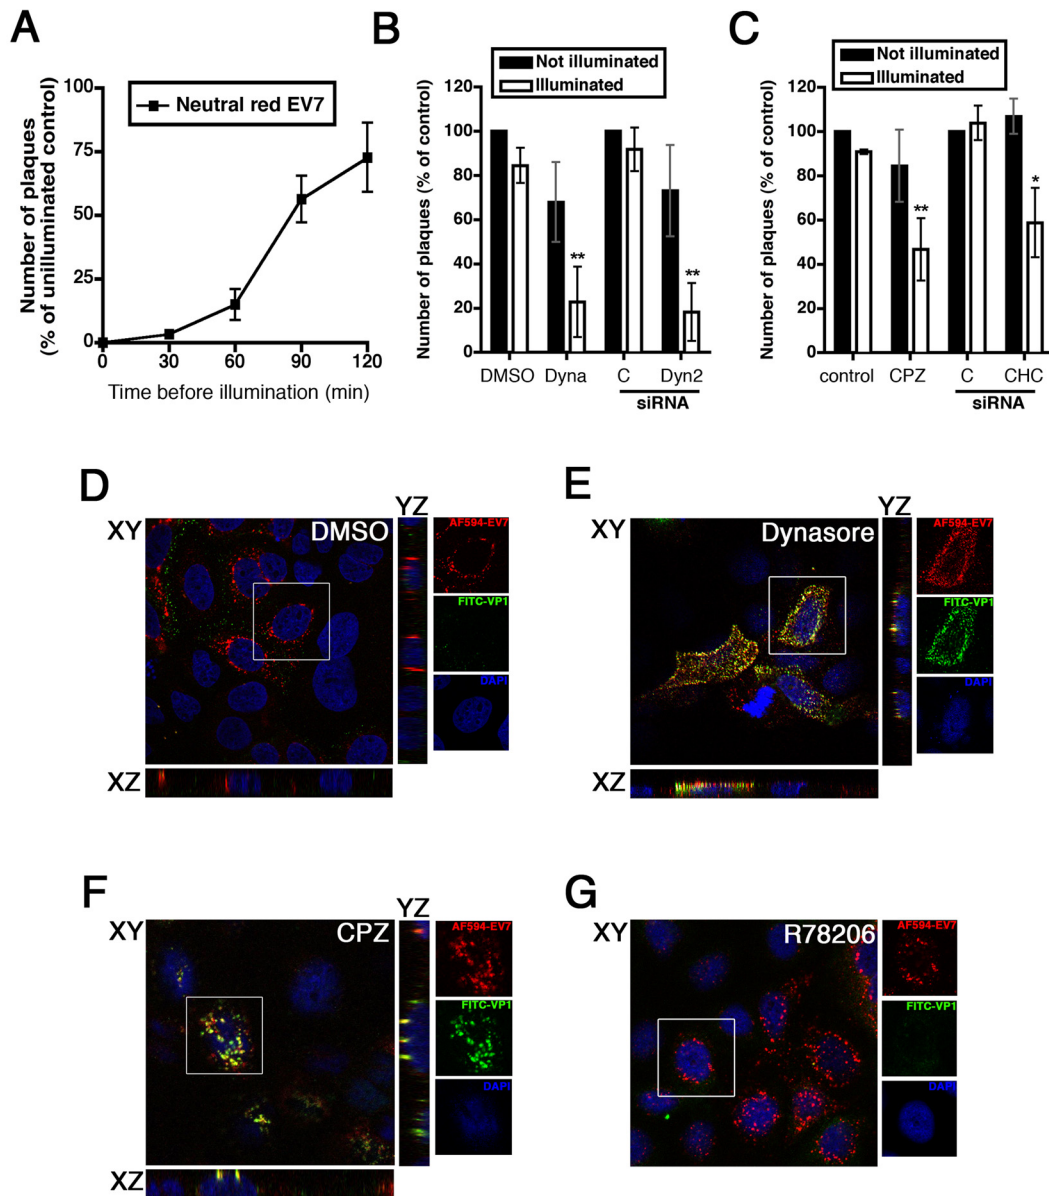 A
Number of plaques
(% of unilluminated control)
100
75
50
25
0
Neutral red EV7
0
30
60
90
120
Time before illumination (min)
B
Not illuminated
Illuminated
Number of plaques (% of control)
120
100
80
60
40
20
0
**
**
DMSO
Dyna
C
Dyn2
siRNA
C
Not illuminated
Illuminated
Number of plaques (% of control)
120
100
80
60
40
20
0
**
*
control
CPZ
C
CHC
siRNA
D
XY
DMSO
YZ
XZ
AF594-EV7
FITC-VP1
DAPI
E
XY
Dynasore
YZ
XZ
AF594-EV7
FITC-VP1
DAPI
F
XY
CPZ
YZ
XZ
AF594-EV7
FITC-VP1
DAPI
G
XY
R78206
AF594-EV7
FITC-VP1
DAPI